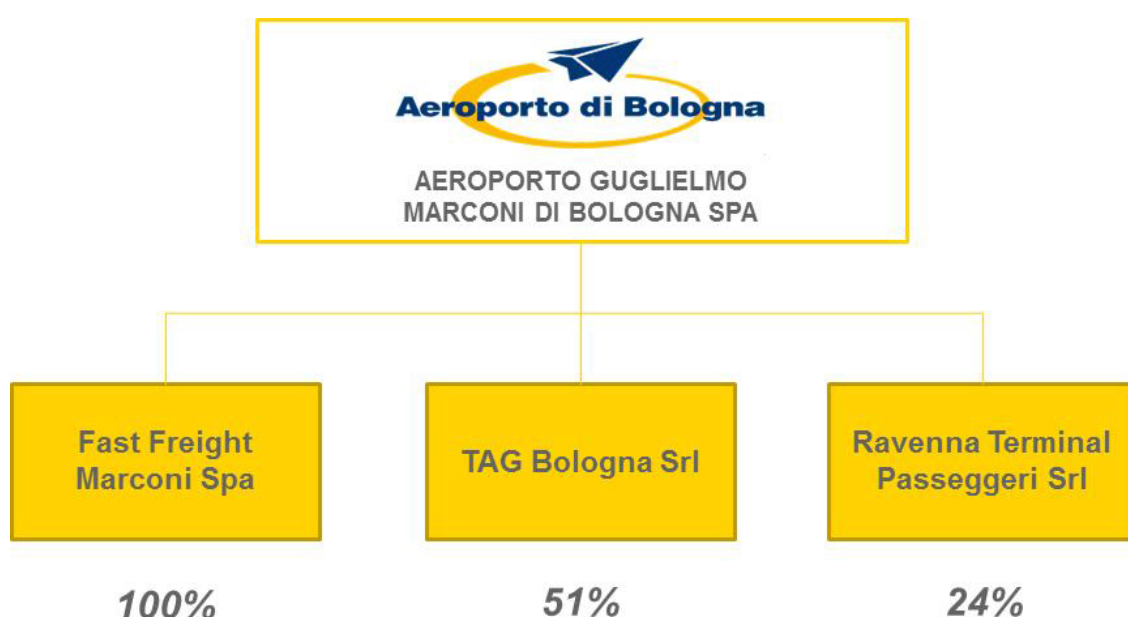 Aeroporto di Bologna
AEROPORTO GUGLIELMO
MARCONI DI BOLOGNA SPA
Fast Freight
Marconi Spa
TAG Bologna Srl
Ravenna Terminal
Passeggeri Srl
100%
51%
24%